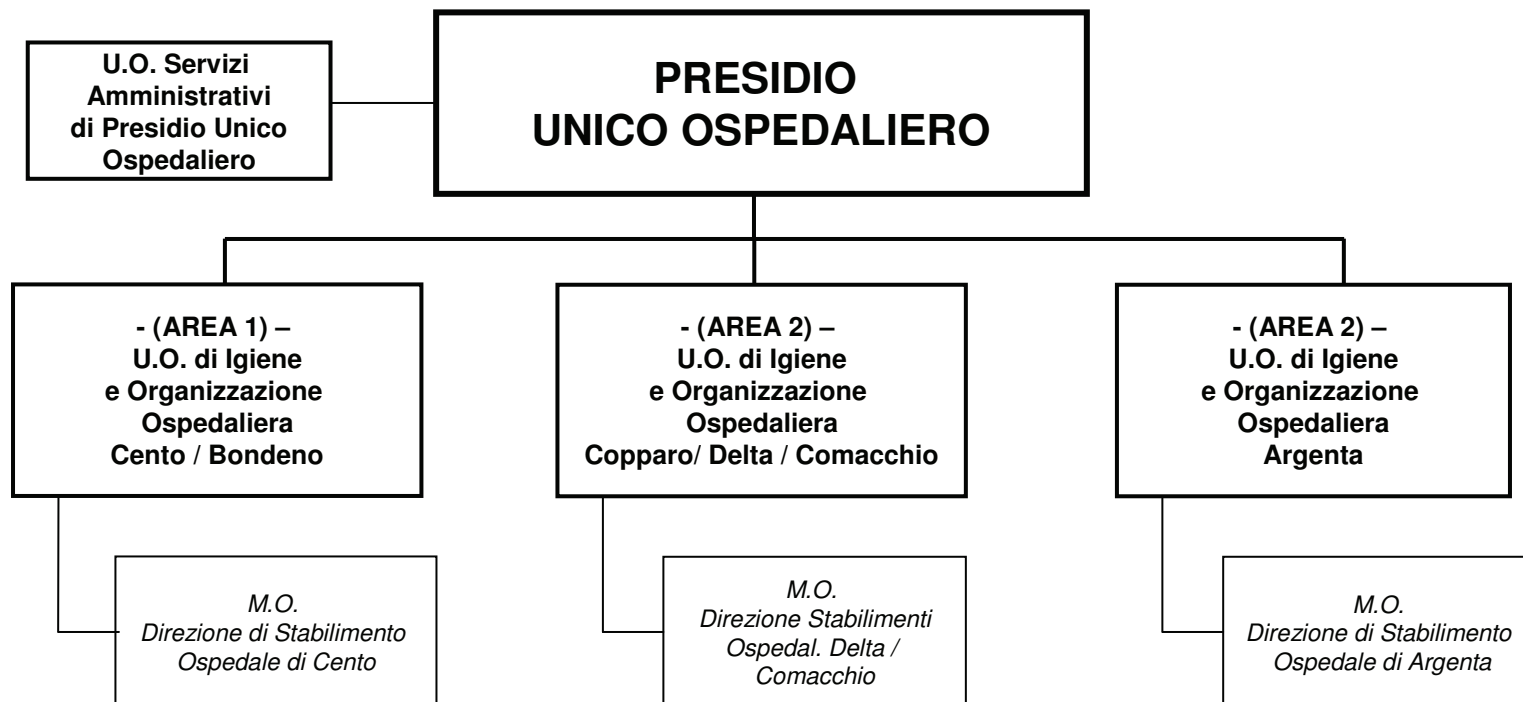 U.O. Servizi
Amministrativi
di Presidio Unico
Ospedaliero
PRESIDIO
UNICO OSPEDALIERO
- (AREA 1) –
U.O. di Igiene
e Organizzazione
Ospedaliera
Cento / Bondeno
- (AREA 2) –
U.O. di Igiene
e Organizzazione
Ospedaliera
Copparo/ Delta / Comacchio
- (AREA 2) –
U.O. di Igiene
e Organizzazione
Ospedaliera
Argenta
M.O.
Direzione di Stabilimento
Ospedale di Cento
M.O.
Direzione Stabilimenti
Ospedal. Delta /
Comacchio
M.O.
Direzione di Stabilimento
Ospedale di Argenta